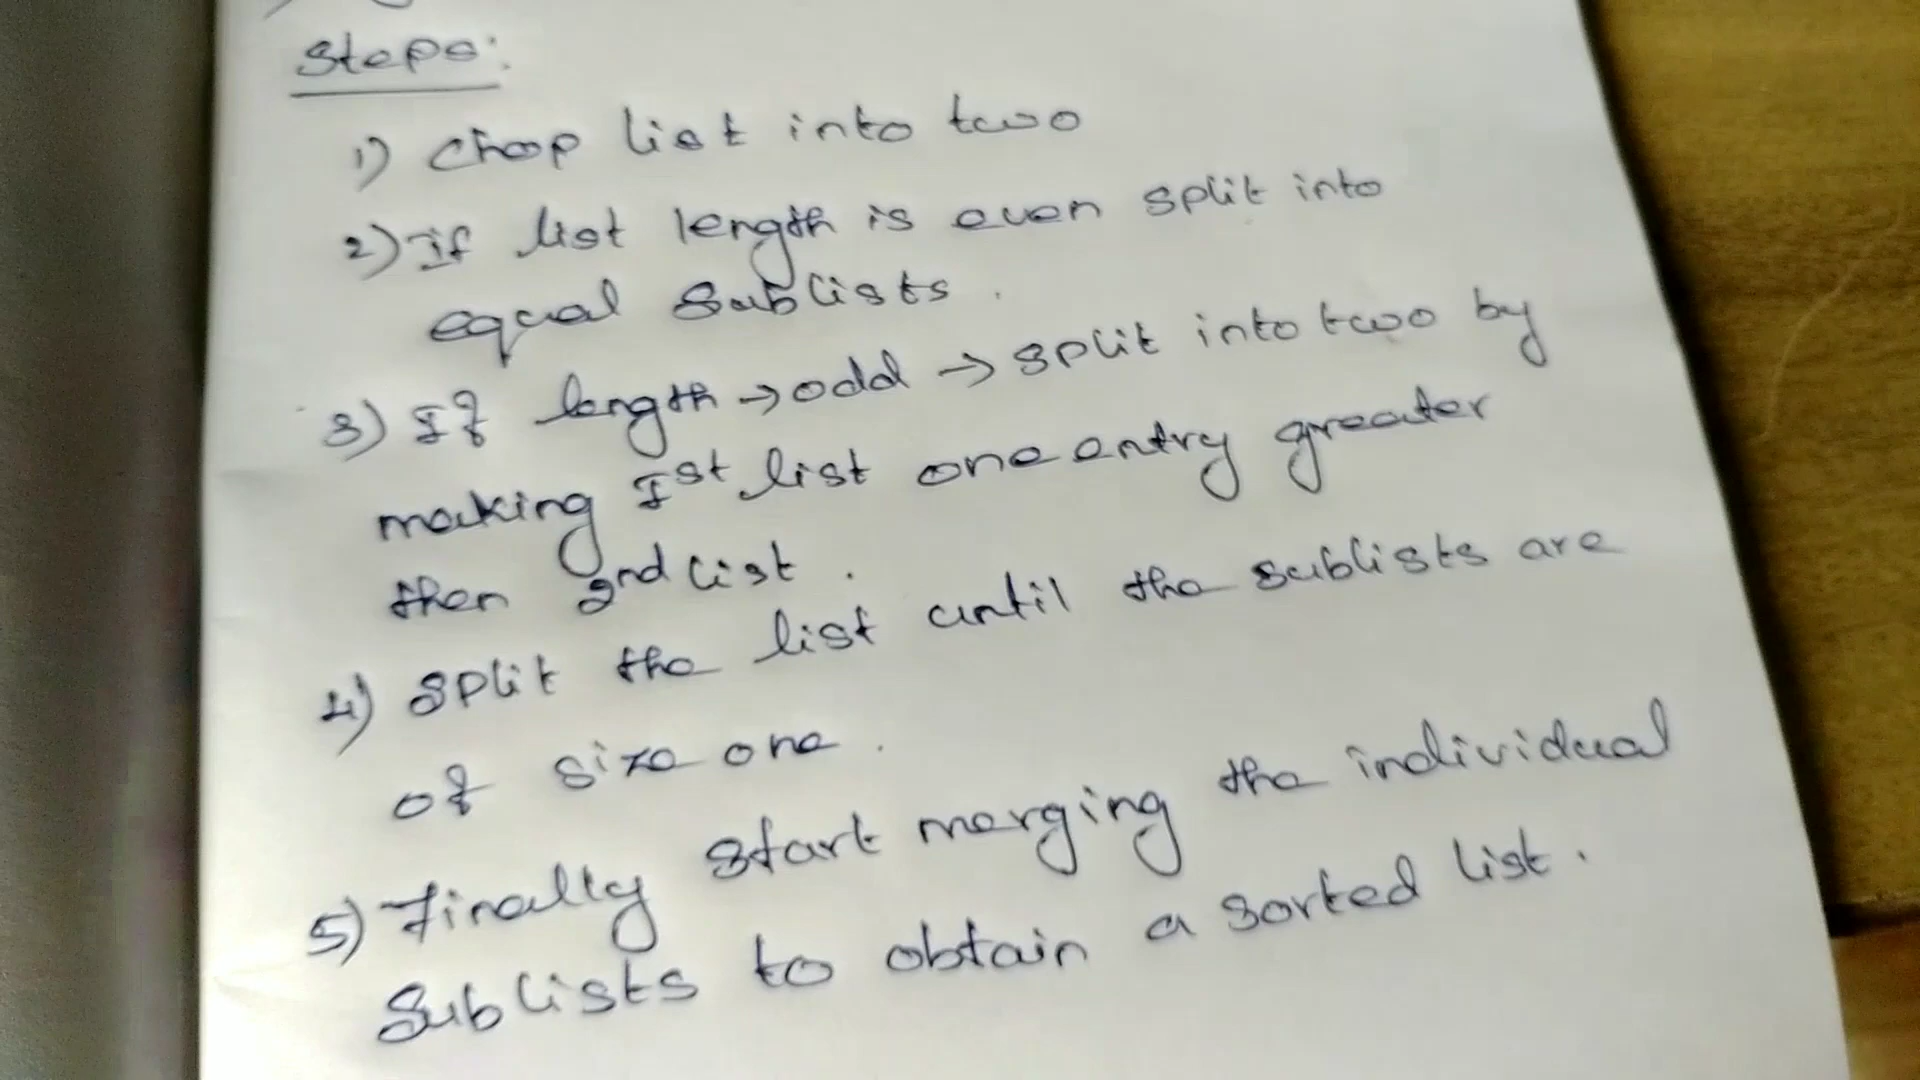 Steps:
1) Chop list into two
2) If list length is even split into
equal Sublists.
3) If length → odd → split into two by
making Ist list one entry greater
then 2nd list.
4) Split the list until the sublists are
of size one.
5) Finally start merging the individual
Sublists to obtain a sorted list.